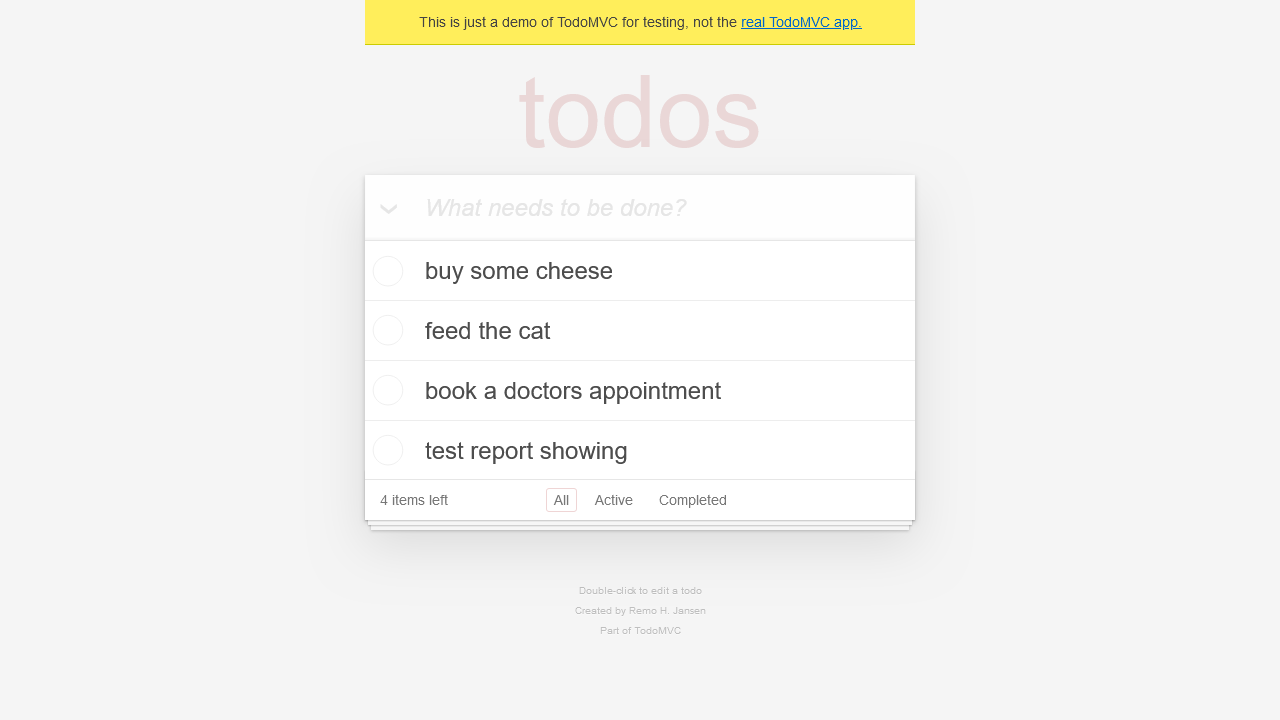 This is just a demo of TodoMVC for testing, not the real TodoMVC app.
todos
What needs to be done?
buy some cheese
feed the cat
book a doctors appointment
test report showing
4 items left All Active Completed
Double-click to edit a todo
Created by Remo H. Jansen
Part of TodoMVC